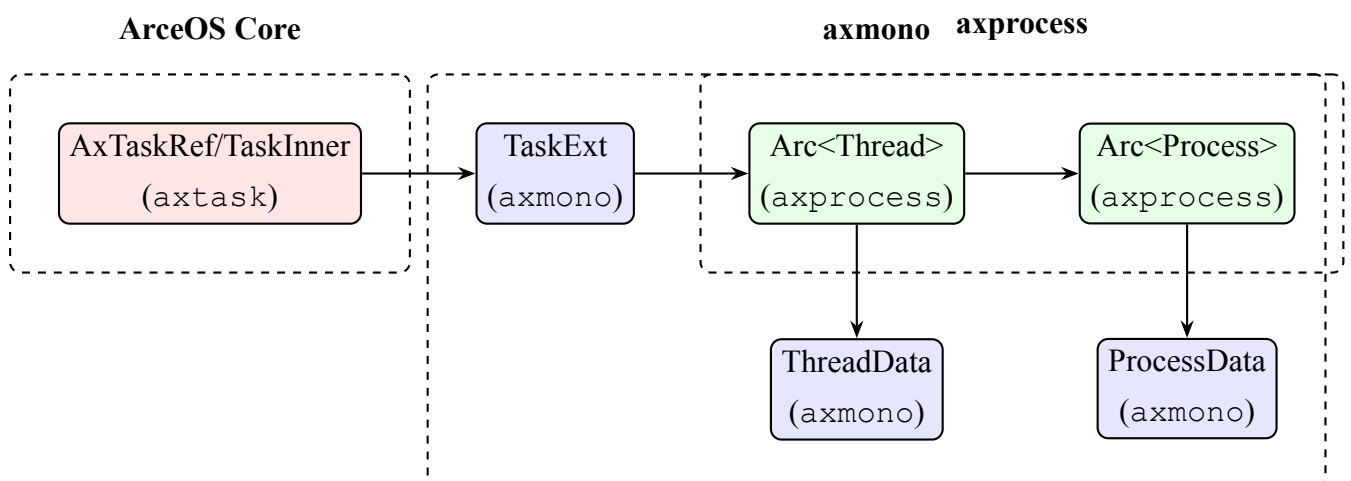 ArceOS Core
axmono
axprocess
AxTaskRef/TaskInner
(axtask)
TaskExt
(axmono)
Arc<Thread>
(axprocess)
Arc<Process>
(axprocess)
ThreadData
(axmono)
ProcessData
(axmono)